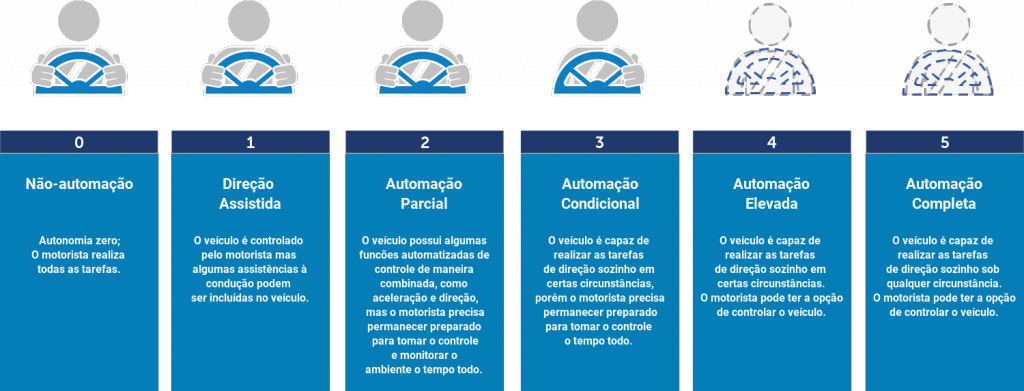 0
Não-automação
Autonomia zero;
O motorista realiza
todas as tarefas.
1
Direção
Assistida
O veículo é controlado
pelo motorista mas
algumas assistências à
condução podem
ser incluídas no veículo.
2
Automação
Parcial
O veículo possui algumas
funcões automatizadas de
controle de maneira
combinada, como
aceleração e direção,
mas o motorista precisa
permanecer preparado
para tomar o controle
e monitorar o
ambiente o tempo todo.
3
Automação
Condicional
O veículo é capaz de
realizar as tarefas
de direção sozinho em
certas circunstâncias,
porém o motorista precisa
permanecer preparado
para tomar o controle
o tempo todo.
4
Automação
Elevada
O veículo é capaz de
realizar as tarefas
de direção sozinho em
certas circunstâncias.
O motorista pode ter a opção
de controlar o veículo.
5
Automação
Completa
O veículo é capaz de
realizar as tarefas
de direção sozinho sob
qualquer circunstância.
O motorista pode ter a opção
de controlar o veículo.